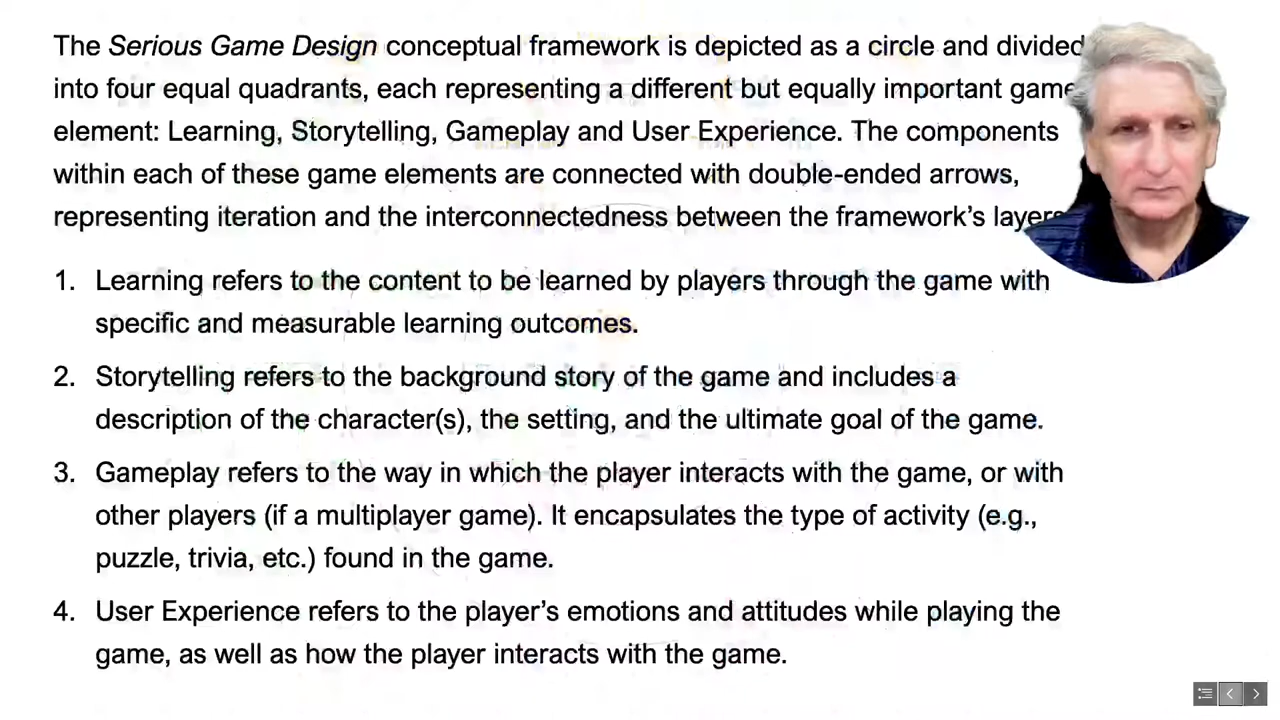 The Serious Game Design conceptual framework is depicted as a circle and divided
into four equal quadrants, each representing a different but equally important game
element: Learning, Storytelling, Gameplay and User Experience. The components
within each of these game elements are connected with double-ended arrows,
representing iteration and the interconnectedness between the framework’s layers
1. Learning refers to the content to be learned by players through the game with
specific and measurable learning outcomes.
2. Storytelling refers to the background story of the game and includes a
description of the character(s), the setting, and the ultimate goal of the game.
3. Gameplay refers to the way in which the player interacts with the game, or with
other players (if a multiplayer game). It encapsulates the type of activity (e.g.,
puzzle, trivia, etc.) found in the game.
4. User Experience refers to the player’s emotions and attitudes while playing the
game, as well as how the player interacts with the game.